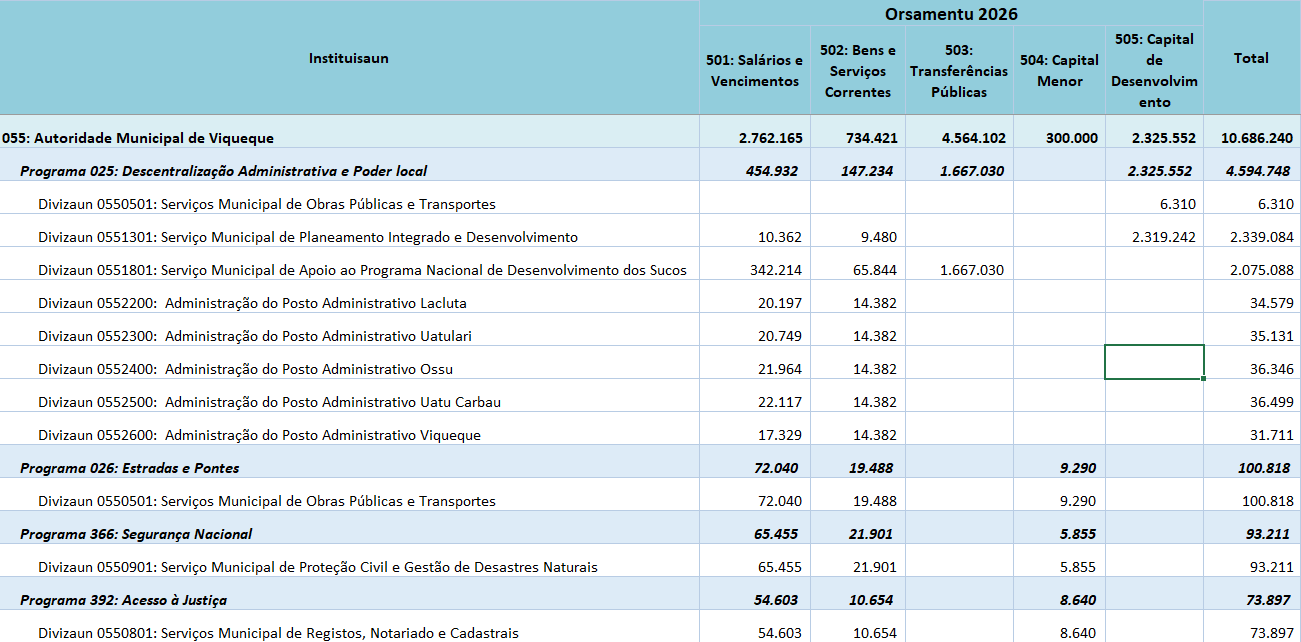 Orsamentu 2026
Instituisaun 501: Salários e Vencimentos 502: Bens e Serviços Correntes 503: Transferências Públicas 504: Capital Menor 505: Capital de Desenvolvimento Total
055: Autoridade Municipal de Viqueque 2.762.165 734.421 4.564.102 300.000 2.325.552 10.686.240
Programa 025: Descentralização Administrativa e Poder local 454.932 147.234 1.667.030 2.325.552 4.594.748
Divizaun 0550501: Serviços Municipal de Obras Públicas e Transportes 6.310 6.310
Divizaun 0551301: Serviço Municipal de Planeamento Integrado e Desenvolvimento 10.362 9.480 2.319.242 2.339.084
Divizaun 0551801: Serviço Municipal de Apoio ao Programa Nacional de Desenvolvimento dos Sucos 342.214 65.844 1.667.030 2.075.088
Divizaun 0552200: Administração do Posto Administrativo Lacluta 20.197 14.382 34.579
Divizaun 0552300: Administração do Posto Administrativo Uatulari 20.749 14.382 35.131
Divizaun 0552400: Administração do Posto Administrativo Ossu 21.964 14.382 36.346
Divizaun 0552500: Administração do Posto Administrativo Uatu Carbau 22.117 14.382 36.499
Divizaun 0552600: Administração do Posto Administrativo Viqueque 17.329 14.382 31.711
Programa 026: Estradas e Pontes 72.040 19.488 9.290 100.818
Divizaun 0550501: Serviços Municipal de Obras Públicas e Transportes 72.040 19.488 9.290 100.818
Programa 366: Segurança Nacional 65.455 21.901 5.855 93.211
Divizaun 0550901: Serviço Municipal de Proteção Civil e Gestão de Desastres Naturais 65.455 21.901 5.855 93.211
Programa 392: Acesso à Justiça 54.603 10.654 8.640 73.897
Divizaun 0550801: Serviços Municipal de Registos, Notariado e Cadastrais 54.603 10.654 8.640 73.897